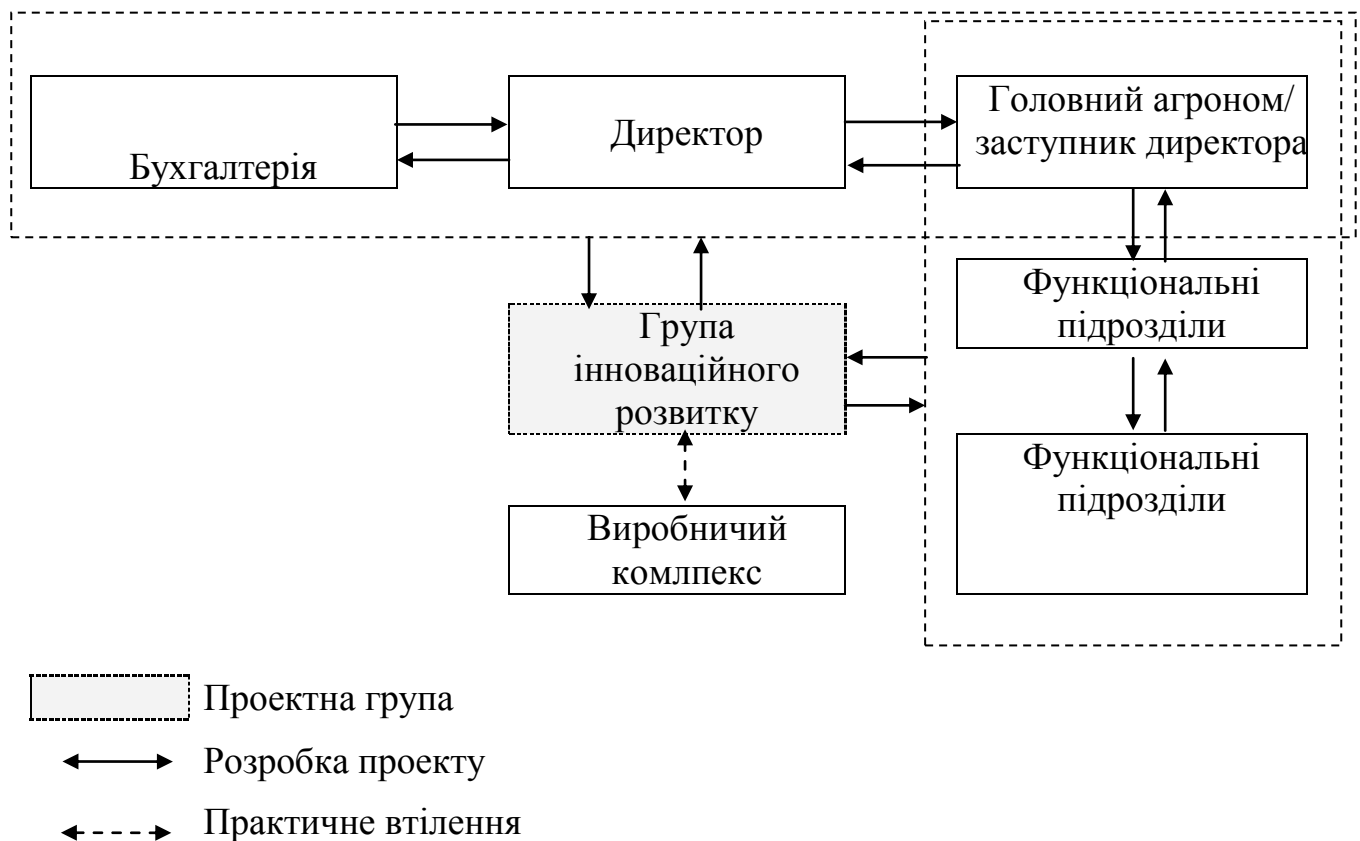 Бухгалтерія
Директор
Головний агроном/
заступник директора
Функціональні
підрозділи
Група
інноваційного
розвитку
Функціональні
підрозділи
Виробничий
комлпекс
Проектна група
Розробка проекту
Практичне втілення